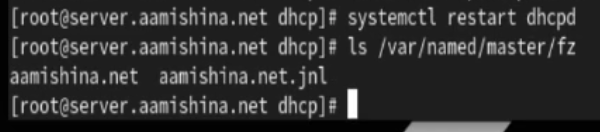 [root@server.aamishina.net dhcp]# systemctl restart dhcpd
[root@server.aamishina.net dhcp]# ls /var/named/master/fz
aamishina.net  aamishina.net.jnl
[root@server.aamishina.net dhcp]#